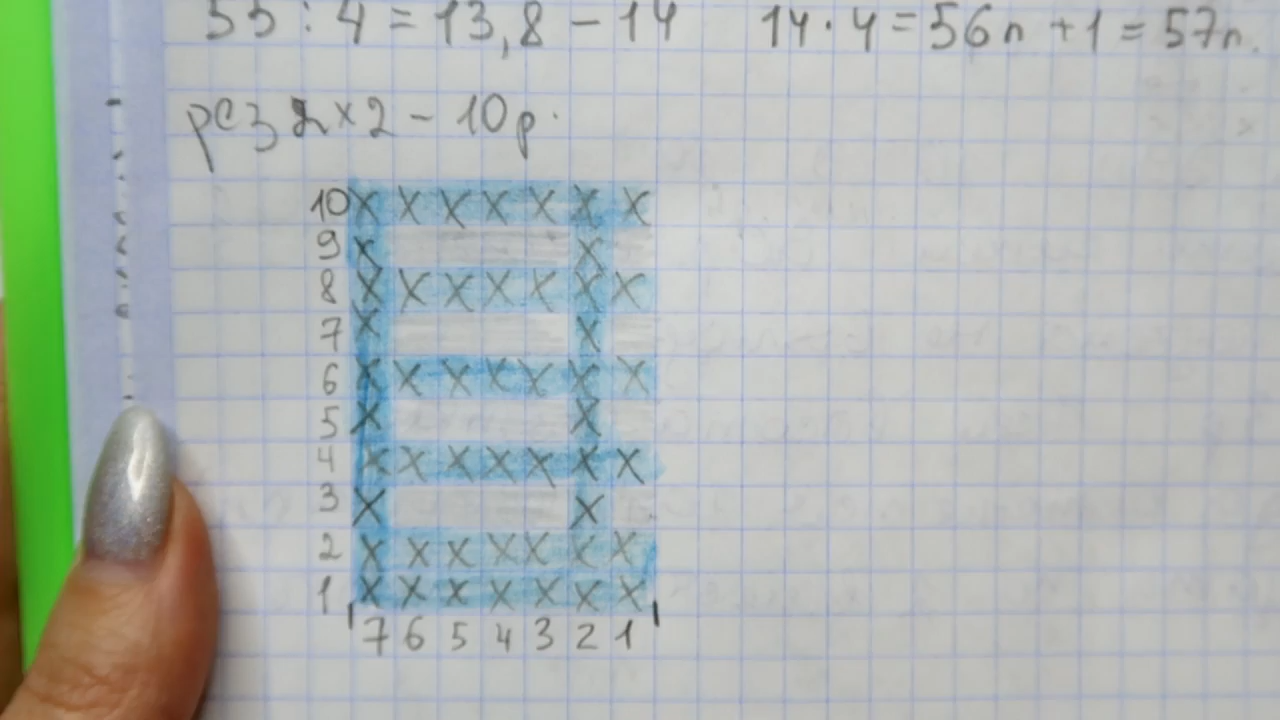 55 : 4 = 13,8 – 14 14 · 4 = 56п + 1 = 57п.
рез 2×2 – 10р.
10 X X X X X X X
9 X X
8 X X X X X X X
7 X X
6 X X X X X X X
5 X X
4 X X X X X X X
3 X X
2 X X X X X X X
1 X X X X X X X
7 6 5 4 3 2 1